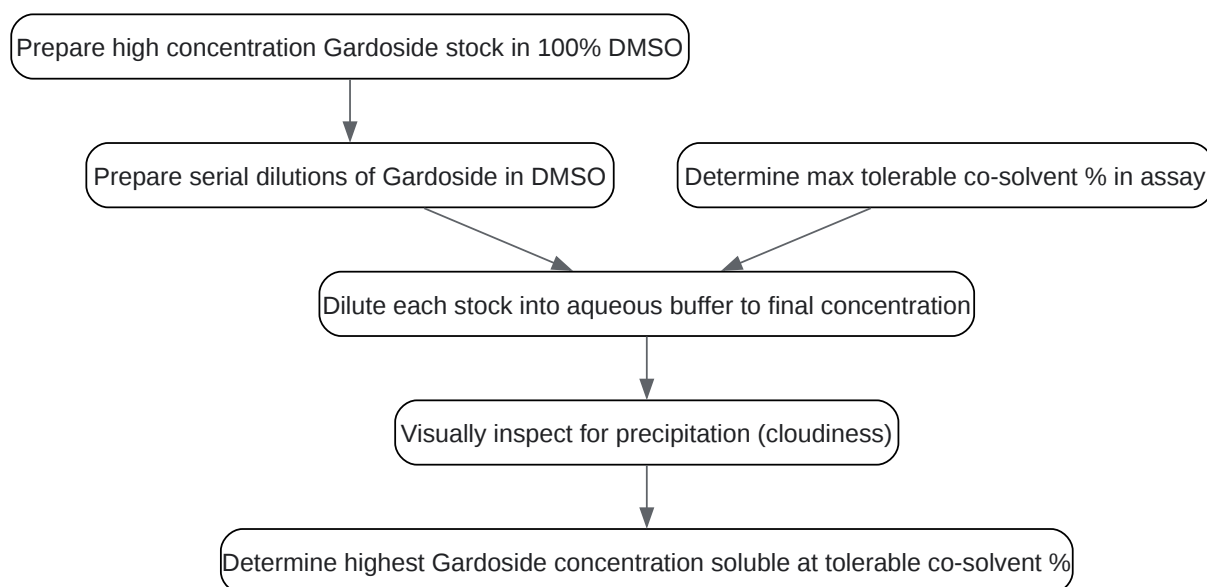 Prepare high concentration Gardoside stock in 100% DMSO
Prepare serial dilutions of Gardoside in DMSO
Determine max tolerable co-solvent % in assay
Dilute each stock into aqueous buffer to final concentration
Visually inspect for precipitation (cloudiness)
Determine highest Gardoside concentration soluble at tolerable co-solvent %